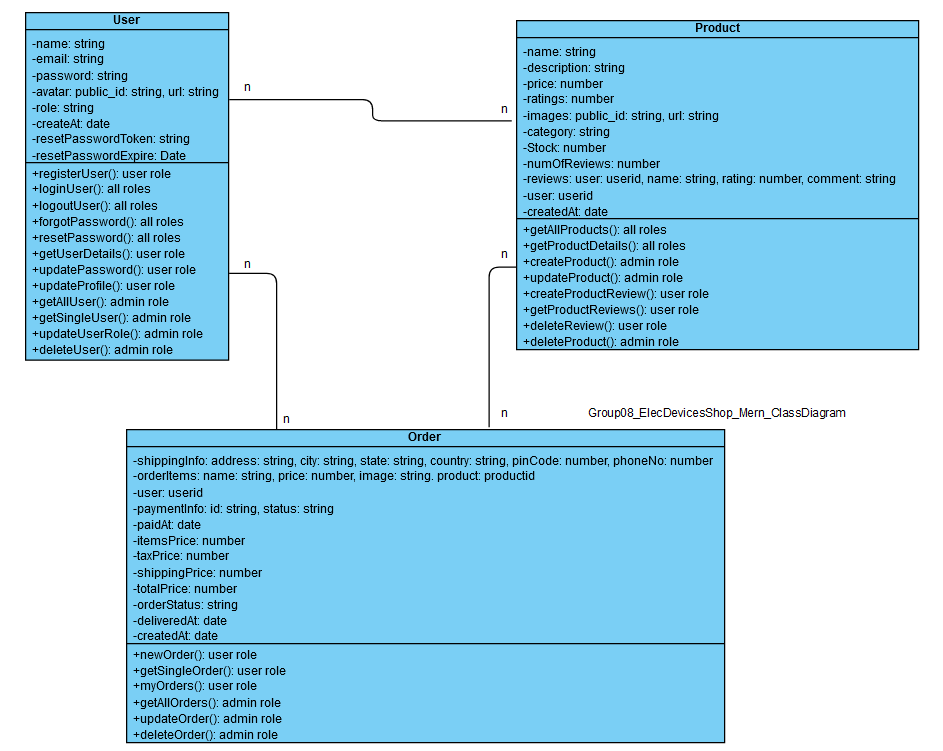 User
-name: string
-email: string
-password: string
-avatar: public_id: string, url: string
-role: string
-createAt: date
-resetPasswordToken: string
-resetPasswordExpire: Date
+registerUser(): user role
+loginUser(): all roles
+logoutUser(): all roles
+forgotPassword(): all roles
+resetPassword(): all roles
+getUserDetails(): user role
+updatePassword(): user role
+updateProfile(): user role
+getAllUser(): admin role
+getSingleUser(): admin role
+updateUserRole(): admin role
+deleteUser(): admin role
n
n
Product
-name: string
-description: string
-price: number
-ratings: number
-images: public_id: string, url: string
-category: string
-Stock: number
-numOfReviews: number
-reviews: user: userid, name: string, rating: number, comment: string
-user: userid
-createdAt: date
+getAllProducts(): all roles
+getProductDetails(): all roles
+createProduct(): admin role
+updateProduct(): admin role
+createProductReview(): user role
+getProductReviews(): user role
+deleteReview(): user role
+deleteProduct(): admin role
n
n
n
n
Group08_ElecDevicesShop_Mern_ClassDiagram
Order
-shippingInfo: address: string, city: string, state: string, country: string, pinCode: number, phoneNo: number
-orderItems: name: string, price: number, image: string. product: productid
-user: userid
-paymentInfo: id: string, status: string
-paidAt: date
-itemsPrice: number
-taxPrice: number
-shippingPrice: number
-totalPrice: number
-orderStatus: string
-deliveredAt: date
-createdAt: date
+newOrder(): user role
+getSingleOrder(): user role
+myOrders(): user role
+getAllOrders(): admin role
+updateOrder(): admin role
+deleteOrder(): admin role